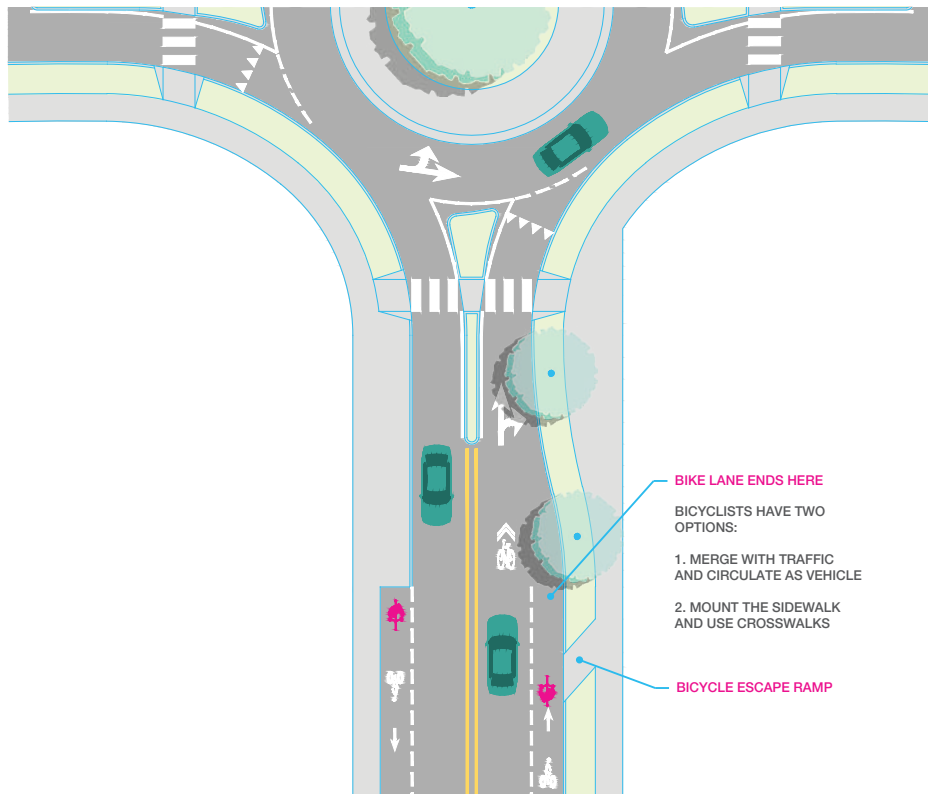 BIKE LANE ENDS HERE
BICYCLISTS HAVE TWO
OPTIONS:
1. MERGE WITH TRAFFIC
AND CIRCULATE AS VEHICLE
2. MOUNT THE SIDEWALK
AND USE CROSSWALKS
BICYCLE ESCAPE RAMP